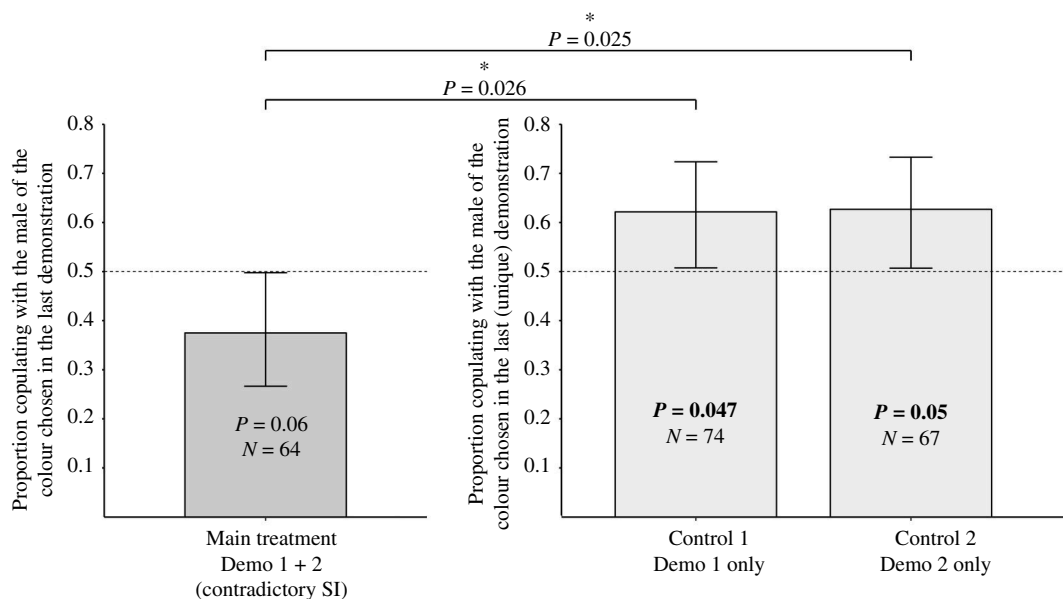 *
P = 0.025
*
P = 0.026
Proportion copulating with the male of the
colour chosen in the last demonstration
0.8
0.7
0.6
0.5
0.4
0.3
0.2
0.1
P = 0.06
N = 64
Main treatment
Demo 1 + 2
(contradictory SI)
Proportion copulating with the male of the
colour chosen in the last (unique) demonstration
0.8
0.7
0.6
0.5
0.4
0.3
0.2
0.1
P = 0.047
N = 74
P = 0.05
N = 67
Control 1
Demo 1 only
Control 2
Demo 2 only